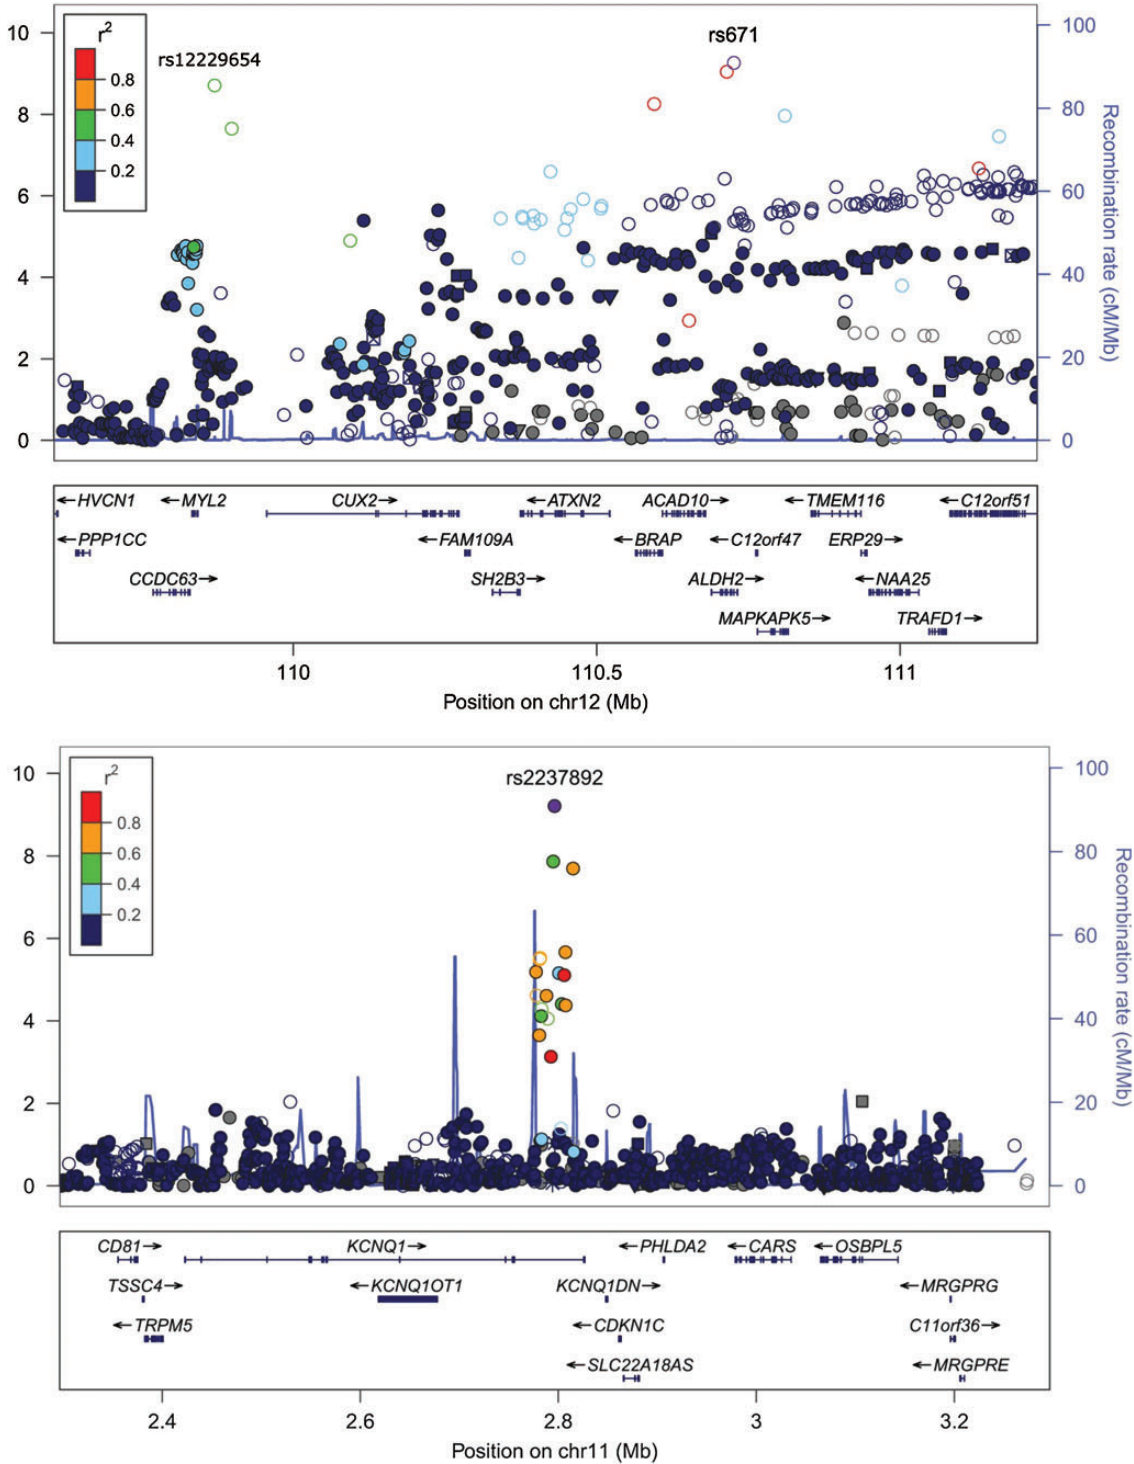 10
8
6
4
2
0
r2
0.8
0.6
0.4
0.2
rs12229654
rs671
100
80
60
40
20
0
Recombination rate (cM/Mb)
←HVCN1 ←MYL2 CUX2→ ←ATXN2 ACAD10→ ←TMEM116 ←C12orf51
←PPP1CC ←FAM109A ←BRAP ←C12orf47 ERP29→
CCDC63→ SH2B3→ ALDH2→ ←NAA25
MAPKAPK5→ TRAFD1→
110 110.5 111
Position on chr12 (Mb)
10
8
6
4
2
0
r2
0.8
0.6
0.4
0.2
rs2237892
100
80
60
40
20
0
Recombination rate (cM/Mb)
CD81→ KCNQ1→ ←PHLDA2 ←CARS ←OSBPL5
TSSC4→ ←KCNQ1OT1 KCNQ1DN→ ←MRGPRG
←TRPM5 ←CDKN1C C11orf36→
←SLC22A18AS ←MRGPRE
2.4 2.6 2.8 3 3.2
Position on chr11 (Mb)